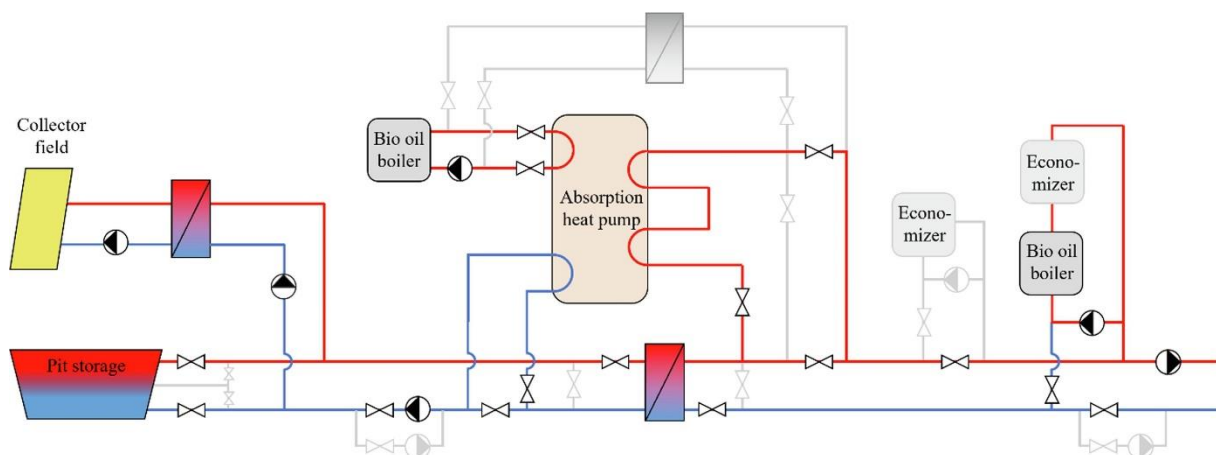 Collector
field
Bio oil
boiler
Absorption
heat pump
Econo-
mizer
Econo-
mizer
Bio oil
boiler
Pit storage